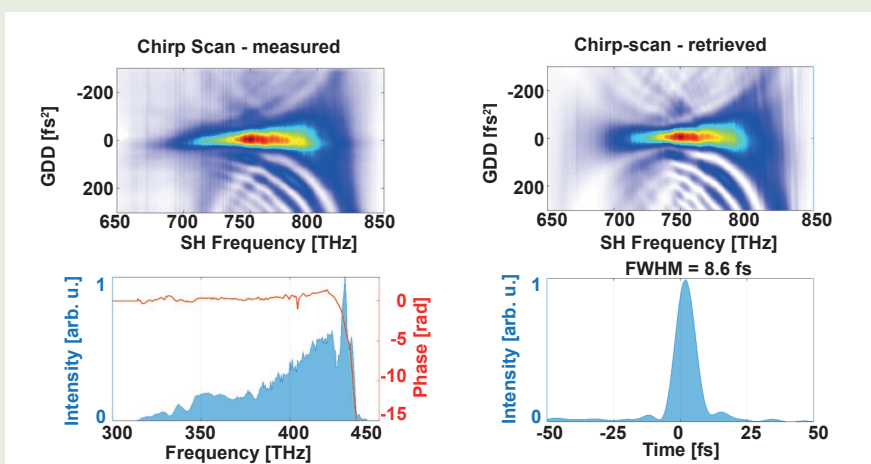 Chirp Scan - measured
Chirp-scan - retrieved
GDD [fs²]
-200
0
200
650 700 750 800 850
SH Frequency [THz]
GDD [fs²]
-200
0
200
650 700 750 800 850
SH Frequency [THz]
Intensity [arb. u.]
1
0
0
-5
-10
-15
Phase [rad]
300 350 400 450
Frequency [THz]
FWHM = 8.6 fs
Intensity [arb. u.]
1
0
-50 -25 0 25 50
Time [fs]